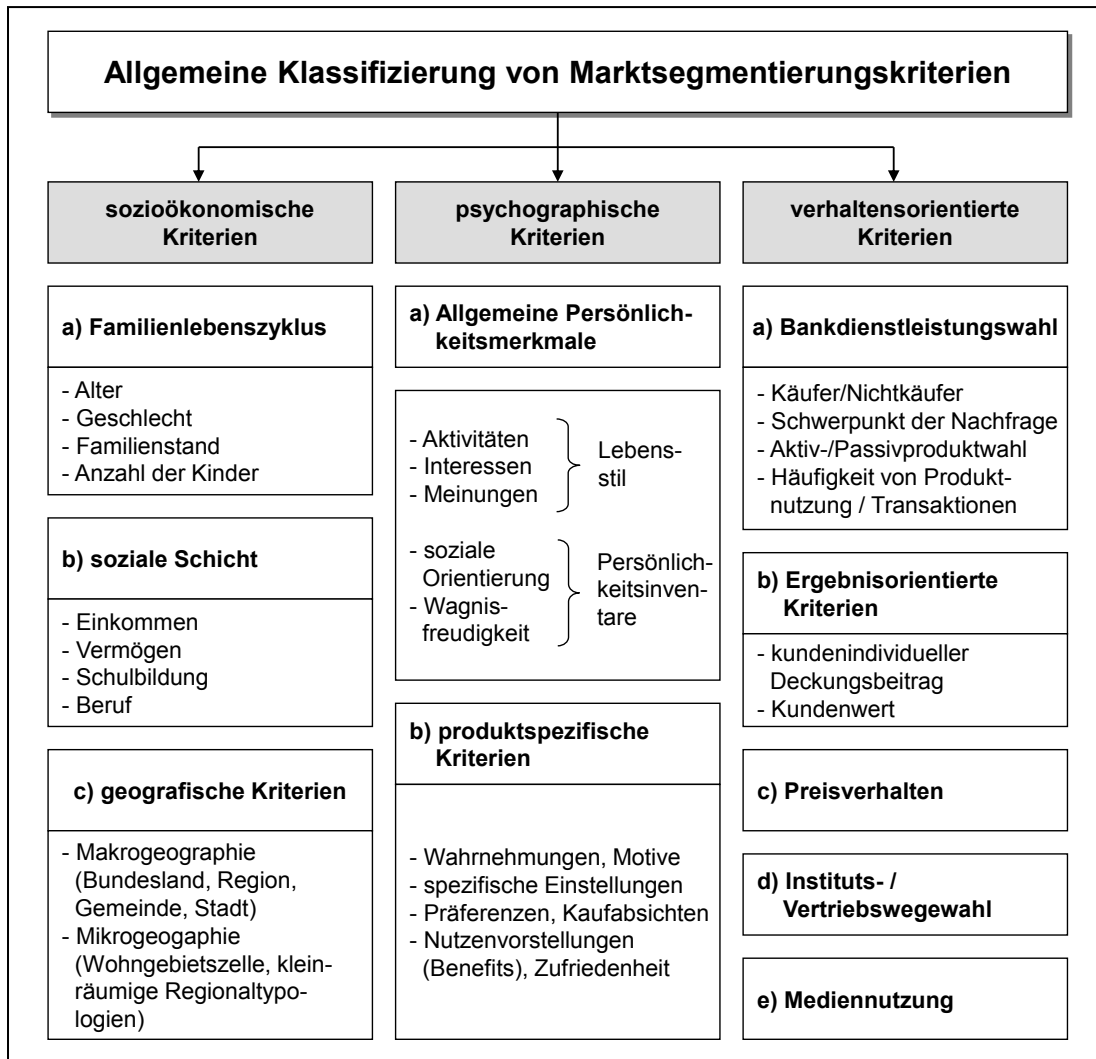 Allgemeine Klassifizierung von Marktsegmentierungskriterien
sozioökonomische
Kriterien
a) Familienlebenszyklus
- Alter
- Geschlecht
- Familienstand
- Anzahl der Kinder
b) soziale Schicht
- Einkommen
- Vermögen
- Schulbildung
- Beruf
c) geografische Kriterien
- Makrogeographie
(Bundesland, Region,
Gemeinde, Stadt)
- Mikrogeogaphie
(Wohngebietszelle, klein-
räumige Regionaltypo-
logien)
psychographische
Kriterien
a) Allgemeine Persönlich-
keitsmerkmale
- Aktivitäten
- Interessen
- Meinungen
Lebens-
stil
- soziale
Orientierung
- Wagnis-
freudigkeit
Persönlich-
keitsinven-
tare
b) produktspezifische
Kriterien
- Wahrnehmungen, Motive
- spezifische Einstellungen
- Präferenzen, Kaufabsichten
- Nutzenvorstellungen
(Benefits), Zufriedenheit
verhaltensorientierte
Kriterien
a) Bankdienstleistungswahl
- Käufer/Nichtkäufer
- Schwerpunkt der Nachfrage
- Aktiv-/Passivproduktwahl
- Häufigkeit von Produkt-
nutzung / Transaktionen
b) Ergebnisorientierte
Kriterien
- kundenindividueller
Deckungsbeitrag
- Kundenwert
c) Preisverhalten
d) Instituts- /
Vertriebswegewahl
e) Mediennutzung